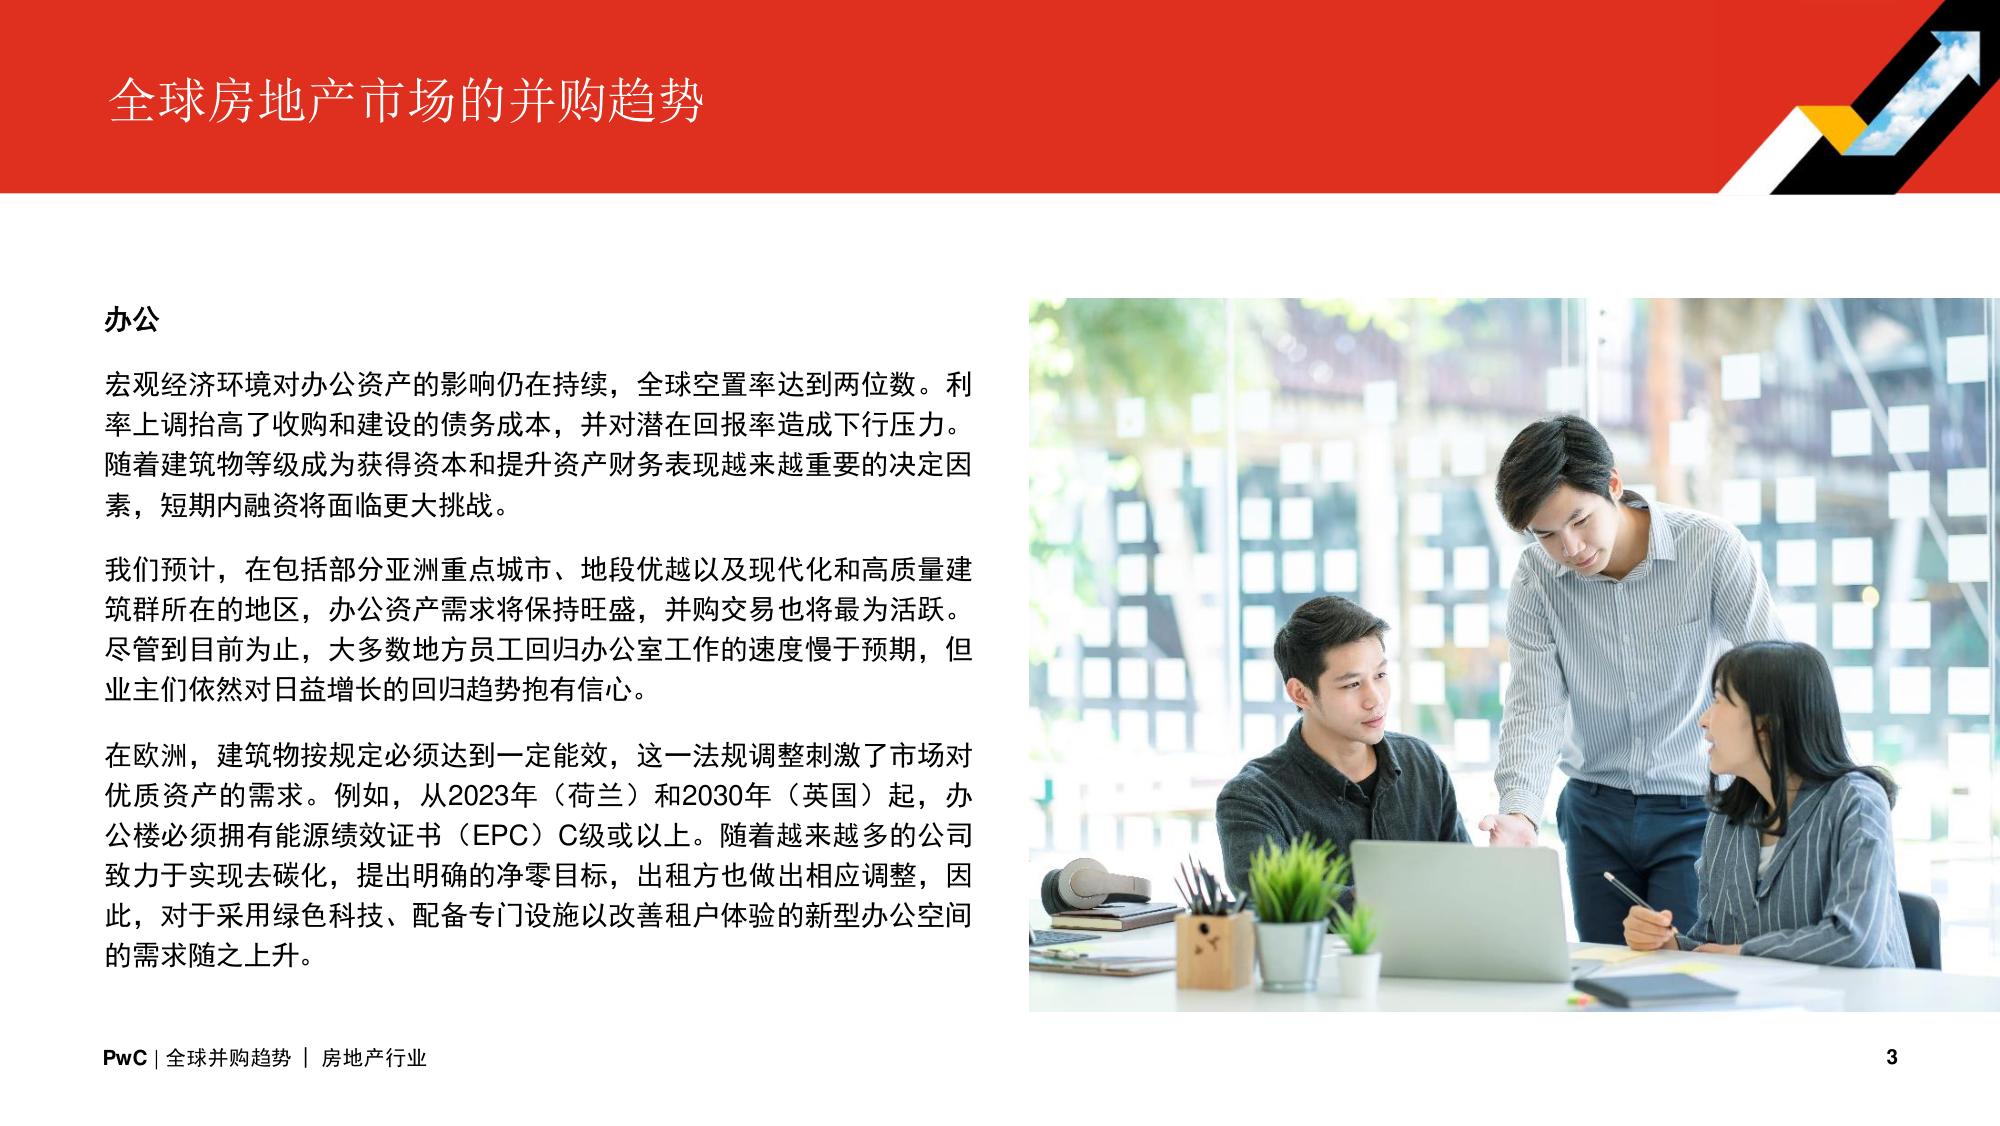 全球房地产市场的并购趋势
办公
宏观经济环境对办公资产的影响仍在持续，全球空置率达到两位数。利
率上调抬高了收购和建设的债务成本，并对潜在回报率造成下行压力。
随着建筑物等级成为获得资本和提升资产财务表现越来越重要的决定因
素，短期内融资将面临更大挑战。
我们预计，在包括部分亚洲重点城市、地段优越以及现代化和高质量建
筑群所在的地区，办公资产需求将保持旺盛，并购交易也将最为活跃。
尽管到目前为止，大多数地方员工回归办公室工作的速度慢于预期，但
业主们依然对日益增长的回归趋势抱有信心。
在欧洲，建筑物按规定必须达到一定能效，这一法规调整刺激了市场对
优质资产的需求。例如，从2023年（荷兰）和2030年（英国）起，办
公楼必须拥有能源绩效证书（EPC）C级或以上。随着越来越多的公司
致力于实现去碳化，提出明确的净零目标，出租方也做出相应调整，因
此，对于采用绿色科技、配备专门设施以改善租户体验的新型办公空间
的需求随之上升。
PwC | 全球并购趋势 | 房地产行业
3